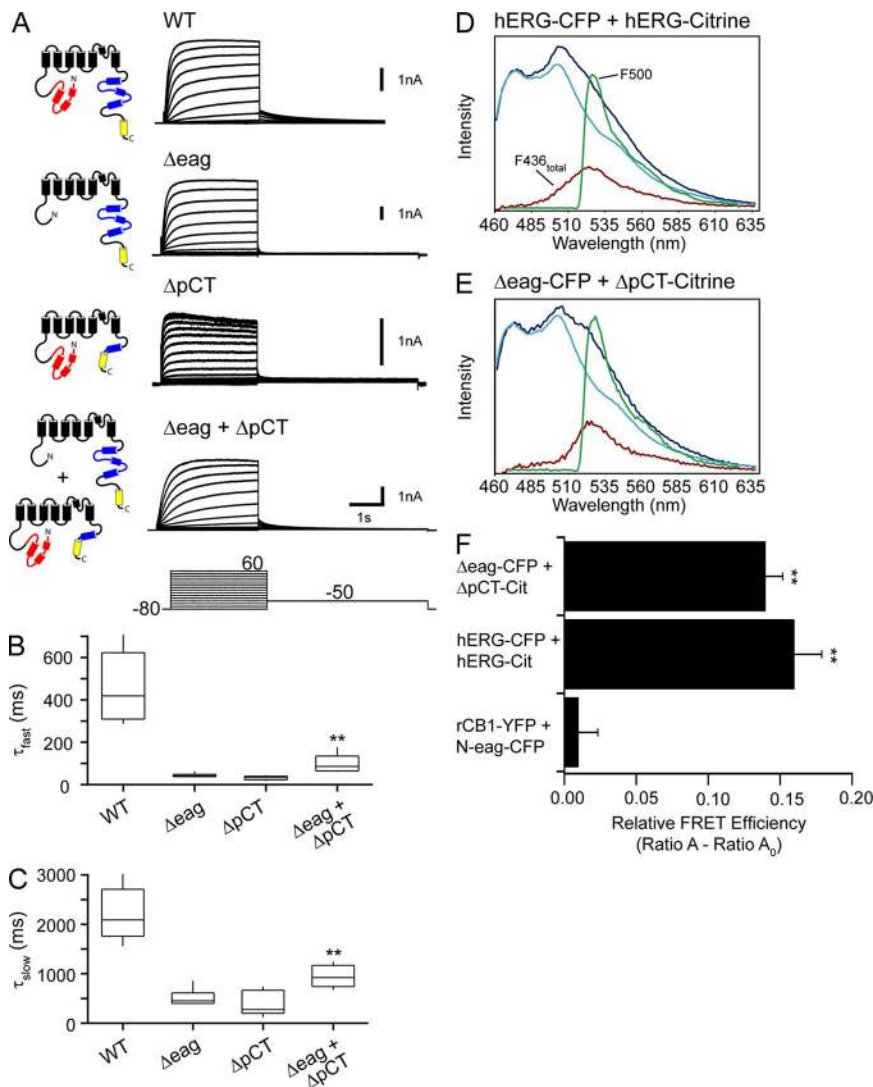 A
WT
N
C
1nA
Δeag
N
C
1nA
ΔpCT
N
C
1nA
Δeag + ΔpCT
N
C
+
N
C
1nA
1s
60
-50
-80
B
τfast (ms)
600
400
200
0
WT
Δeag
ΔpCT
Δeag + ΔpCT
**
C
τslow (ms)
3000
2000
1000
0
WT
Δeag
ΔpCT
Δeag + ΔpCT
**
D
hERG-CFP + hERG-Citrine
Intensity
F500
F436total
460 485 510 535 560 585 610 635
Wavelength (nm)
E
Δeag-CFP + ΔpCT-Citrine
Intensity
460 485 510 535 560 585 610 635
Wavelength (nm)
F
Δeag-CFP +
ΔpCT-Cit
**
hERG-CFP +
hERG-Cit
**
rCB1-YFP +
N-eag-CFP
0.00 0.05 0.10 0.15 0.20
Relative FRET Efficiency
(Ratio A - Ratio A0)